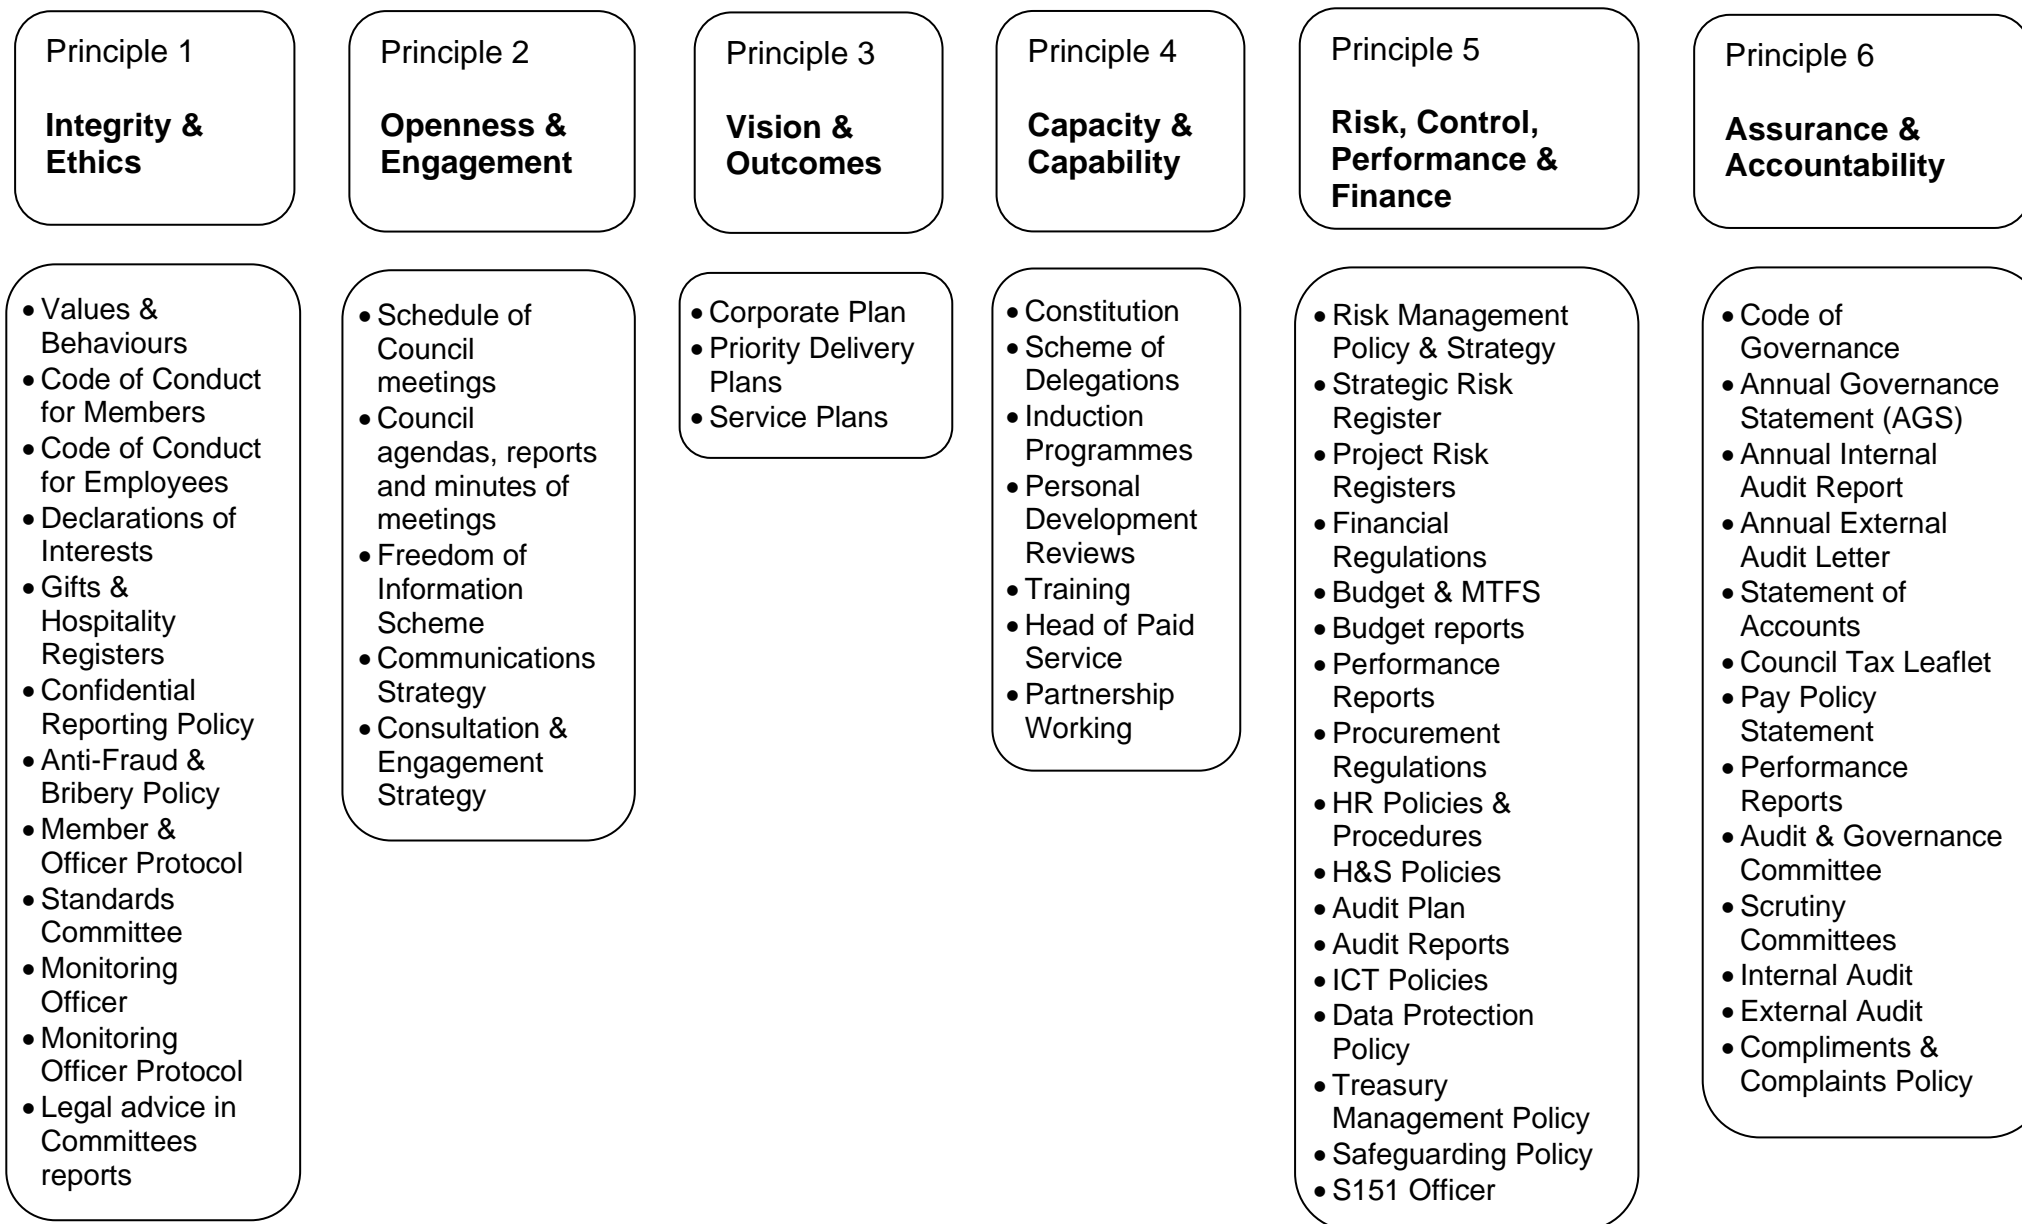 Principle 1
Integrity &
Ethics
• Values &
Behaviours
• Code of Conduct
for Members
• Code of Conduct
for Employees
• Declarations of
Interests
• Gifts &
Hospitality
Registers
• Confidential
Reporting Policy
• Anti-Fraud &
Bribery Policy
• Member &
Officer Protocol
• Standards
Committee
• Monitoring
Officer
• Monitoring
Officer Protocol
• Legal advice in
Committees
reports
Principle 2
Openness &
Engagement
• Schedule of
Council
meetings
• Council
agendas, reports
and minutes of
meetings
• Freedom of
Information
Scheme
• Communications
Strategy
• Consultation &
Engagement
Strategy
Principle 3
Vision &
Outcomes
• Corporate Plan
• Priority Delivery
Plans
• Service Plans
Principle 4
Capacity &
Capability
• Constitution
• Scheme of
Delegations
• Induction
Programmes
• Personal
Development
Reviews
• Training
• Head of Paid
Service
• Partnership
Working
Principle 5
Risk, Control,
Performance &
Finance
• Risk Management
Policy & Strategy
• Strategic Risk
Register
• Project Risk
Registers
• Financial
Regulations
• Budget & MTFS
• Budget reports
• Performance
Reports
• Procurement
Regulations
• HR Policies &
Procedures
• H&S Policies
• Audit Plan
• Audit Reports
• ICT Policies
• Data Protection
Policy
• Treasury
Management Policy
• Safeguarding Policy
• S151 Officer
Principle 6
Assurance &
Accountability
• Code of
Governance
• Annual Governance
Statement (AGS)
• Annual Internal
Audit Report
• Annual External
Audit Letter
• Statement of
Accounts
• Council Tax Leaflet
• Pay Policy
Statement
• Performance
Reports
• Audit & Governance
Committee
• Scrutiny
Committees
• Internal Audit
• External Audit
• Compliments &
Complaints Policy